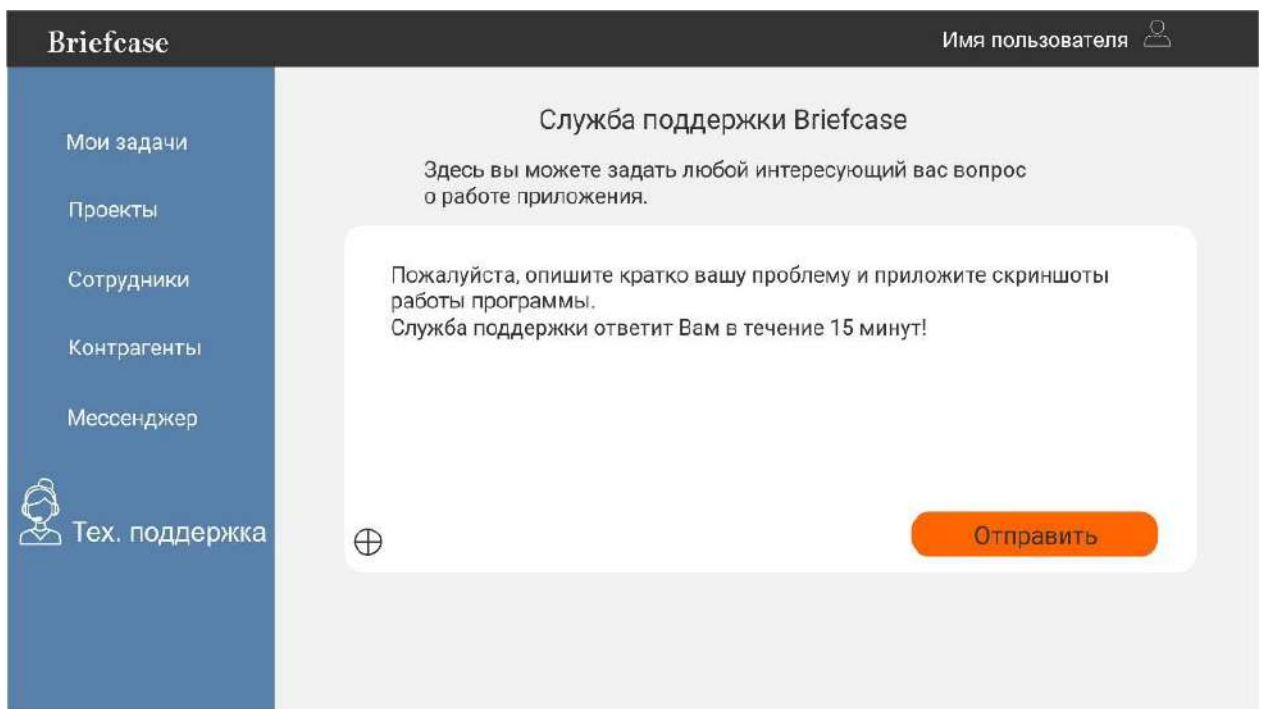 Briefcase
Имя пользователя
Мои задачи
Проекты
Сотрудники
Контрагенты
Мессенджер
Тех. поддержка
Служба поддержки Briefcase
Здесь вы можете задать любой интересующий вас вопрос
о работе приложения.
Пожалуйста, опишите кратко вашу проблему и приложите скриншоты
работы программы.
Служба поддержки ответит Вам в течение 15 минут!
Отправить